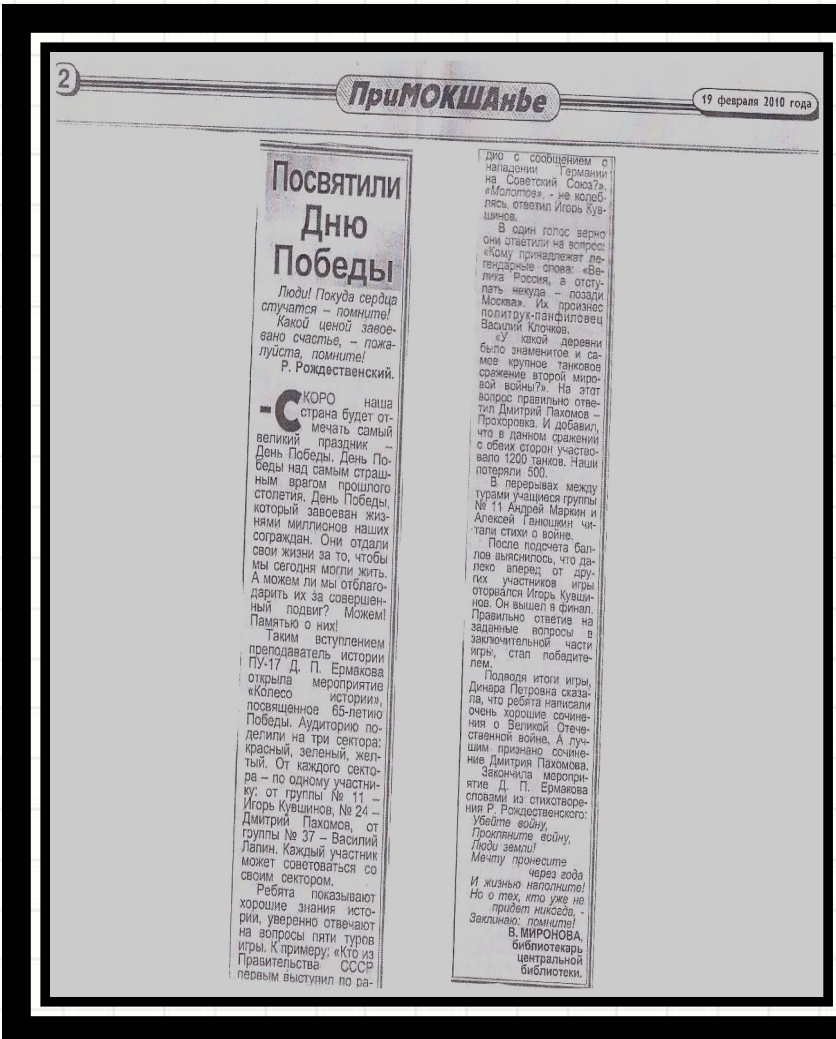 2
ПриМОКШАнЬе
19 февраля 2010 года
Посвятили
Дню
Победы
Люди! Покуда сердца
стучатся – помните!
Какой ценой завое-
вано счастье, – пожа-
луйста, помните!
Р. Рождественский.
– СКОРО наша
страна будет от-
мечать самый
великий праздник –
День Победы. День По-
беды над самым страш-
ным врагом прошлого
столетия. День Победы,
который завоеван жиз-
нями миллионов наших
сограждан. Они отдали
свои жизни за то, чтобы
мы сегодня могли жить.
А можем ли мы отблаго-
дарить их за совершен-
ный подвиг? Можем!
Памятью о них!
Таким вступлением
преподаватель истории
ПУ-17 Д. П. Ермакова
открыла мероприятие
«Колесо истории»,
посвященное 65-летию
Победы. Аудиторию по-
делили на три сектора:
красный, зеленый, жел-
тый. От каждого секто-
ра – по одному участни-
ку: от группы № 11 –
Игорь Кувшинов, № 24 –
Дмитрий Пахомов, от
группы № 37 – Василий
Лапин. Каждый участник
может советоваться со
своим сектором.
Ребята показывают
хорошие знания исто-
рии, уверенно отвечают
на вопросы пяти туров
игры. К примеру: «Кто из
Правительства СССР
первым выступил по ра-
дио с сообщением о
нападении Германии
на Советский Союз?».
«Молотов», - не колеб-
лясь, ответил Игорь Кув-
шинов.
В один голос верно
они ответили на вопрос:
«Кому принадлежат ле-
гендарные слова: «Ве-
лика Россия, а отсту-
пать некуда – позади
Москва». Их произнес
политрук-панфиловец
Василий Клочков.
«У какой деревни
было знаменитое и са-
мое крупное танковое
сражение второй миро-
вой войны?». На этот
вопрос правильно отве-
тил Дмитрий Пахомов –
Прохоровка. И добавил,
что в данном сражении
с обеих сторон участво-
вало 1200 танков. Наши
потеряли 500.
В перерывах между
турами учащиеся группы
№ 11 Андрей Маркин и
Алексей Ганюшкин чи-
тали стихи о войне.
После подсчета бал-
лов выяснилось, что да-
леко вперед от дру-
гих участников игры
оторвался Игорь Кувши-
нов. Он вышел в финал.
Правильно ответив на
заданные вопросы в
заключительной части
игры, стал победите-
лем.
Подводя итоги игры,
Динара Петровна сказа-
ла, что ребята написали
очень хорошие сочине-
ния о Великой Отече-
ственной войне. А луч-
шим признано сочине-
ние Дмитрия Пахомова.
Закончила меропри-
ятие Д. П. Ермакова
словами из стихотворе-
ния Р. Рождественского:
Убейте войну,
Прокляните войну,
Люди земли!
Мечту пронесите
через года
И жизнью наполните!
Но о тех, кто уже не
придет никогда, -
Заклинаю: помните!
В. МИРОНОВА,
библиотекарь
центральной
библиотеки.